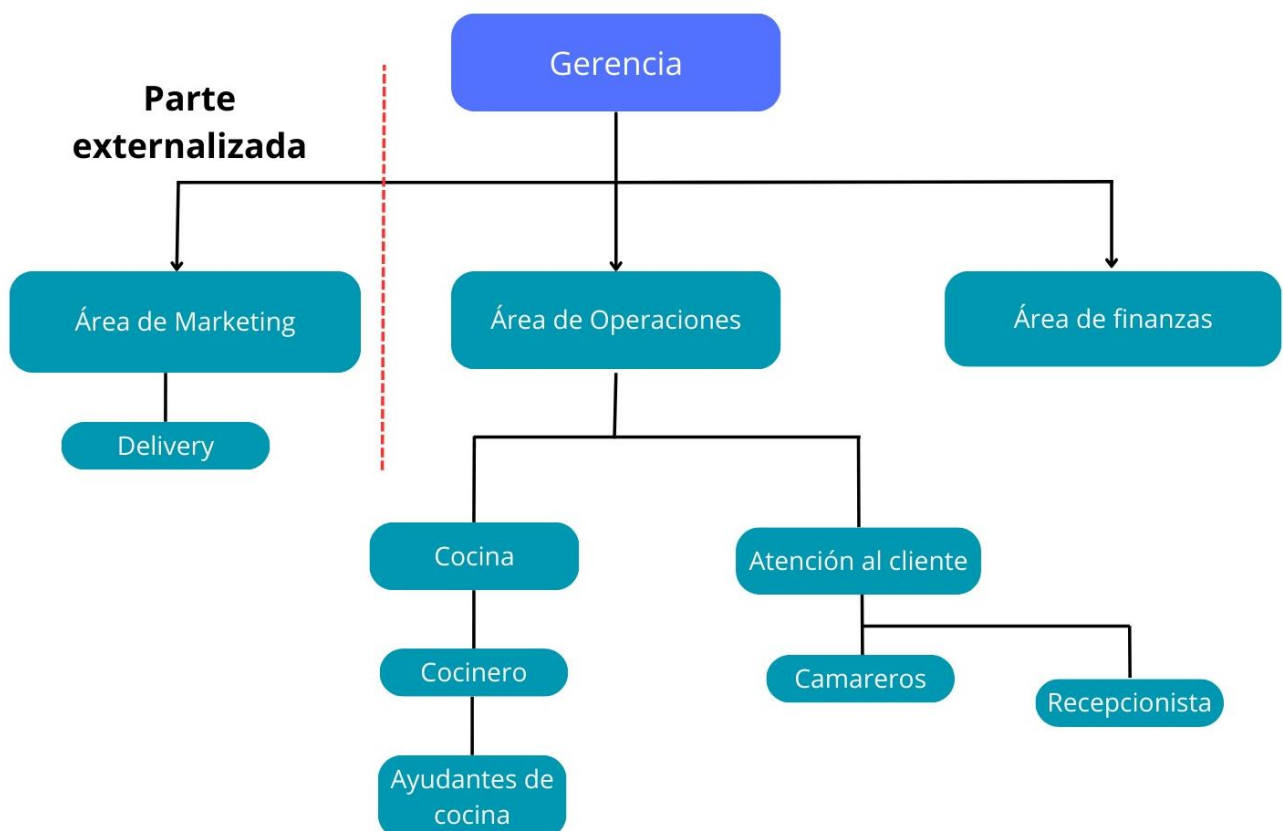 Gerencia
Parte
externalizada
Área de Marketing
Área de Operaciones
Área de finanzas
Delivery
Cocina
Atención al cliente
Cocinero
Camareros
Recepcionista
Ayudantes de
cocina